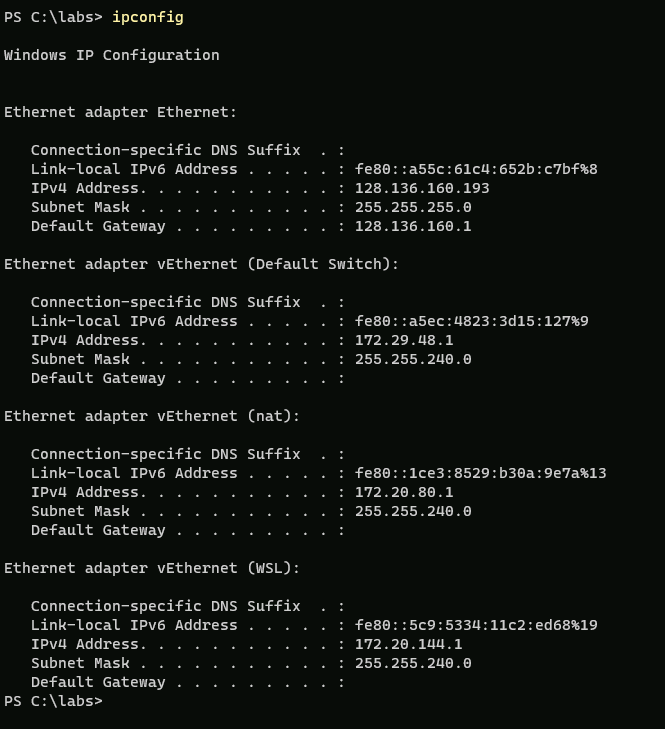 PS C:\labs> ipconfig
Windows IP Configuration
Ethernet adapter Ethernet:
   Connection-specific DNS Suffix  . :
   Link-local IPv6 Address . . . . . : fe80::a55c:61c4:652b:c7bf%8
   IPv4 Address. . . . . . . . . . . : 128.136.160.193
   Subnet Mask . . . . . . . . . . . : 255.255.255.0
   Default Gateway . . . . . . . . . : 128.136.160.1
Ethernet adapter vEthernet (Default Switch):
   Connection-specific DNS Suffix  . :
   Link-local IPv6 Address . . . . . : fe80::a5ec:4823:3d15:127%9
   IPv4 Address. . . . . . . . . . . : 172.29.48.1
   Subnet Mask . . . . . . . . . . . : 255.255.240.0
   Default Gateway . . . . . . . . . :
Ethernet adapter vEthernet (nat):
   Connection-specific DNS Suffix  . :
   Link-local IPv6 Address . . . . . : fe80::1ce3:8529:b30a:9e7a%13
   IPv4 Address. . . . . . . . . . . : 172.20.80.1
   Subnet Mask . . . . . . . . . . . : 255.255.240.0
   Default Gateway . . . . . . . . . :
Ethernet adapter vEthernet (WSL):
   Connection-specific DNS Suffix  . :
   Link-local IPv6 Address . . . . . : fe80::5c9:5334:11c2:ed68%19
   IPv4 Address. . . . . . . . . . . : 172.20.144.1
   Subnet Mask . . . . . . . . . . . : 255.255.240.0
   Default Gateway . . . . . . . . . :
PS C:\labs>